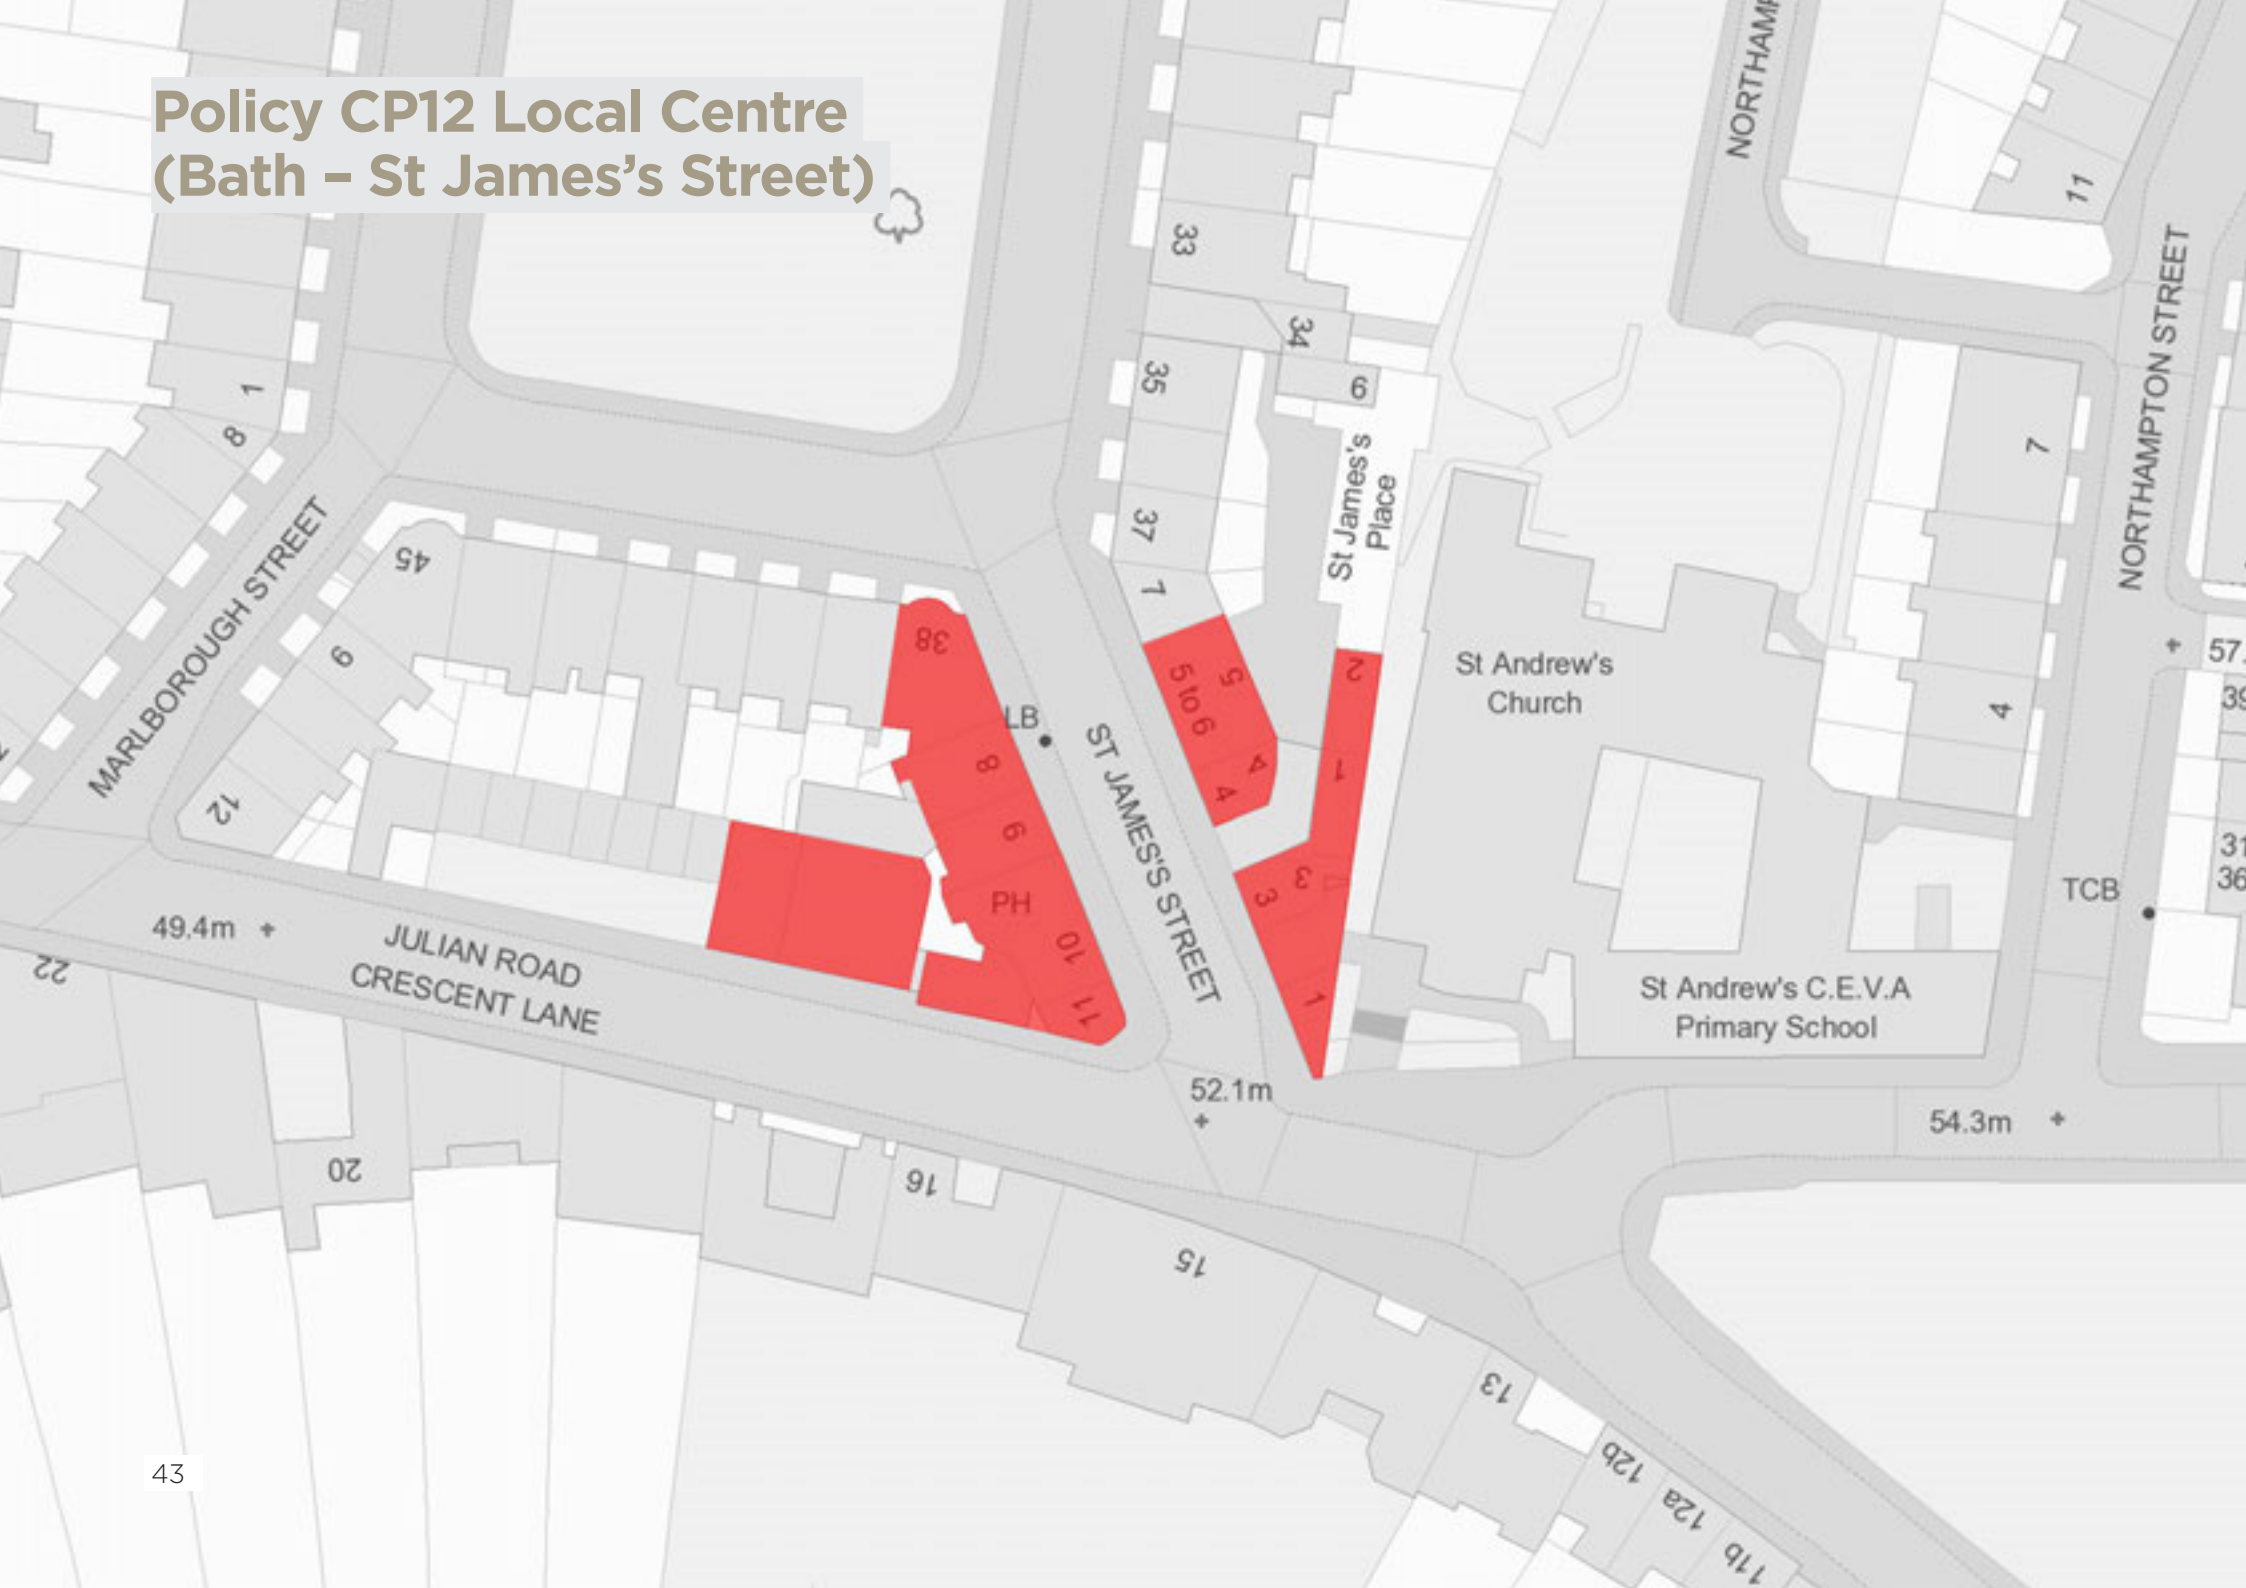 Policy CP12 Local Centre
(Bath – St James's Street)
NORTHAMP
11
33
34
35
6
1
8
NORTHAMPTON STREET
7
St James's
Place
37
MARLBOROUGH STREET
45
1
9
38
5 to 6
5
2
St Andrew's
Church
57.
39
LB
8
4
4
4
1
12
9
ST JAMES'S STREET
PH
10
11
3
3
1
31
36
TCB
49.4m
JULIAN ROAD
CRESCENT LANE
22
St Andrew's C.E.V.A
Primary School
52.1m
54.3m
20
16
15
13
12b
12a
11b
43